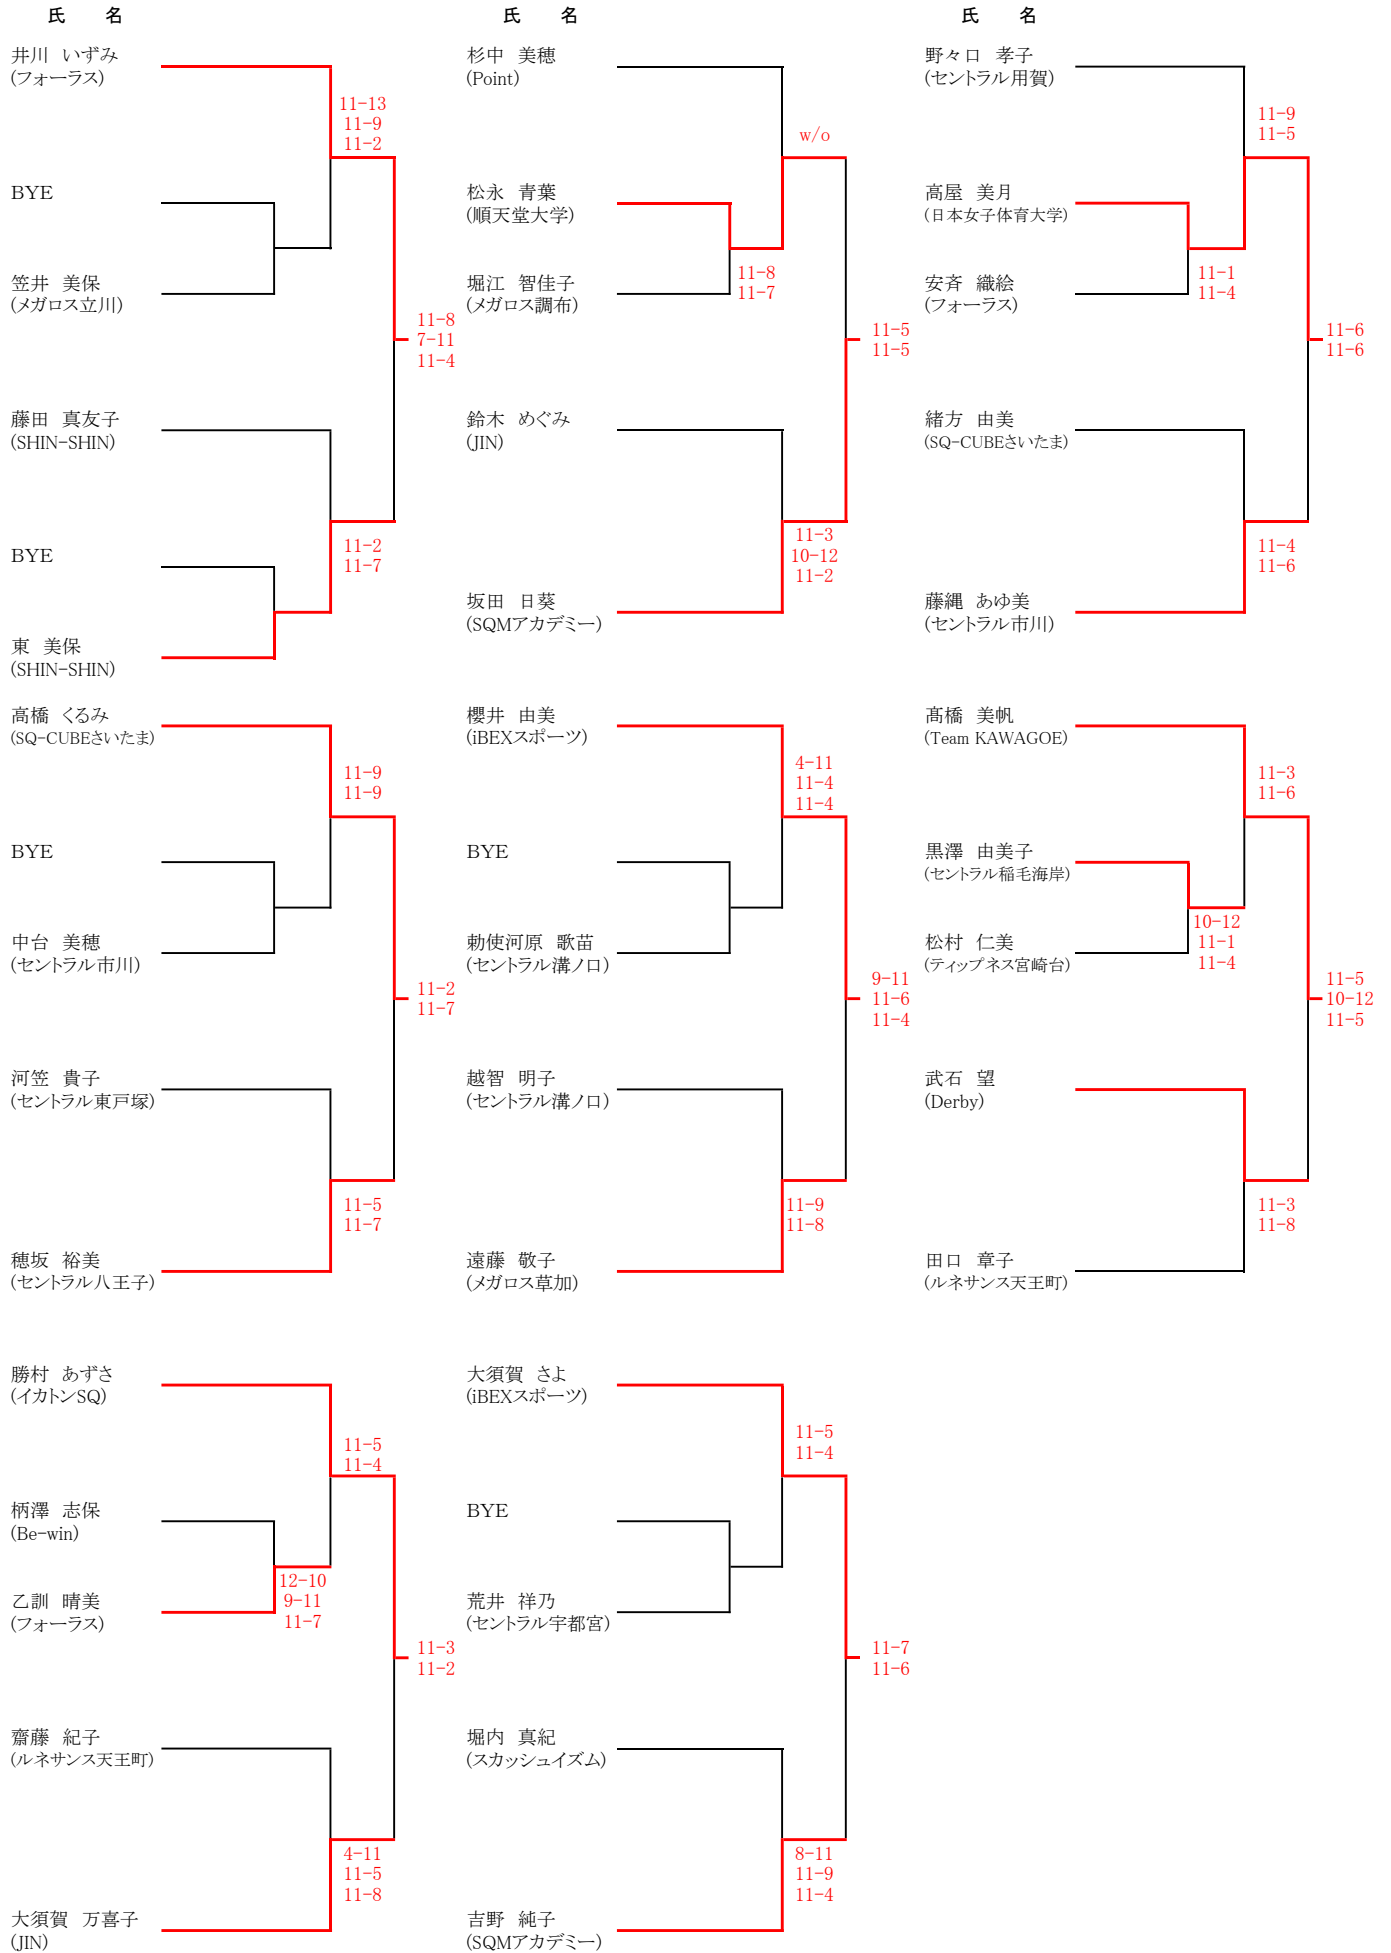 氏　名
井川 いずみ
(フォーラス)
11-13
11-9
11-2
BYE
笠井 美保
(メガロス立川)
11-8
7-11
11-4
藤田 真友子
(SHIN-SHIN)
BYE
11-2
11-7
東 美保
(SHIN-SHIN)
高橋 くるみ
(SQ-CUBEさいたま)
11-9
11-9
BYE
中台 美穂
(セントラル市川)
11-2
11-7
河笠 貴子
(セントラル東戸塚)
11-5
11-7
穂坂 裕美
(セントラル八王子)
勝村 あずさ
(イカトンSQ)
11-5
11-4
柄澤 志保
(Be-win)
12-10
9-11
11-7
乙訓 晴美
(フォーラス)
11-3
11-2
齋藤 紀子
(ルネサンス天王町)
4-11
11-5
11-8
大須賀 万喜子
(JIN)
氏　名
杉中 美穂
(Point)
w/o
松永 青葉
(順天堂大学)
11-8
11-7
堀江 智佳子
(メガロス調布)
11-5
11-5
鈴木 めぐみ
(JIN)
11-3
10-12
11-2
坂田 日葵
(SQMアカデミー)
櫻井 由美
(iBEXスポーツ)
4-11
11-4
11-4
BYE
勅使河原 歌苗
(セントラル溝ノ口)
9-11
11-6
11-4
越智 明子
(セントラル溝ノ口)
11-9
11-8
遠藤 敬子
(メガロス草加)
大須賀 さよ
(iBEXスポーツ)
11-5
11-4
BYE
荒井 祥乃
(セントラル宇都宮)
11-7
11-6
堀内 真紀
(スカッシュイズム)
8-11
11-9
11-4
吉野 純子
(SQMアカデミー)
氏　名
野々口 孝子
(セントラル用賀)
11-9
11-5
高屋 美月
(日本女子体育大学)
11-1
11-4
安斉 織絵
(フォーラス)
11-6
11-6
緒方 由美
(SQ-CUBEさいたま)
11-4
11-6
藤縄 あゆ美
(セントラル市川)
髙橋 美帆
(Team KAWAGOE)
11-3
11-6
黒澤 由美子
(セントラル稲毛海岸)
10-12
11-1
11-4
松村 仁美
(ティップネス宮崎台)
11-5
10-12
11-5
武石 望
(Derby)
11-3
11-8
田口 章子
(ルネサンス天王町)